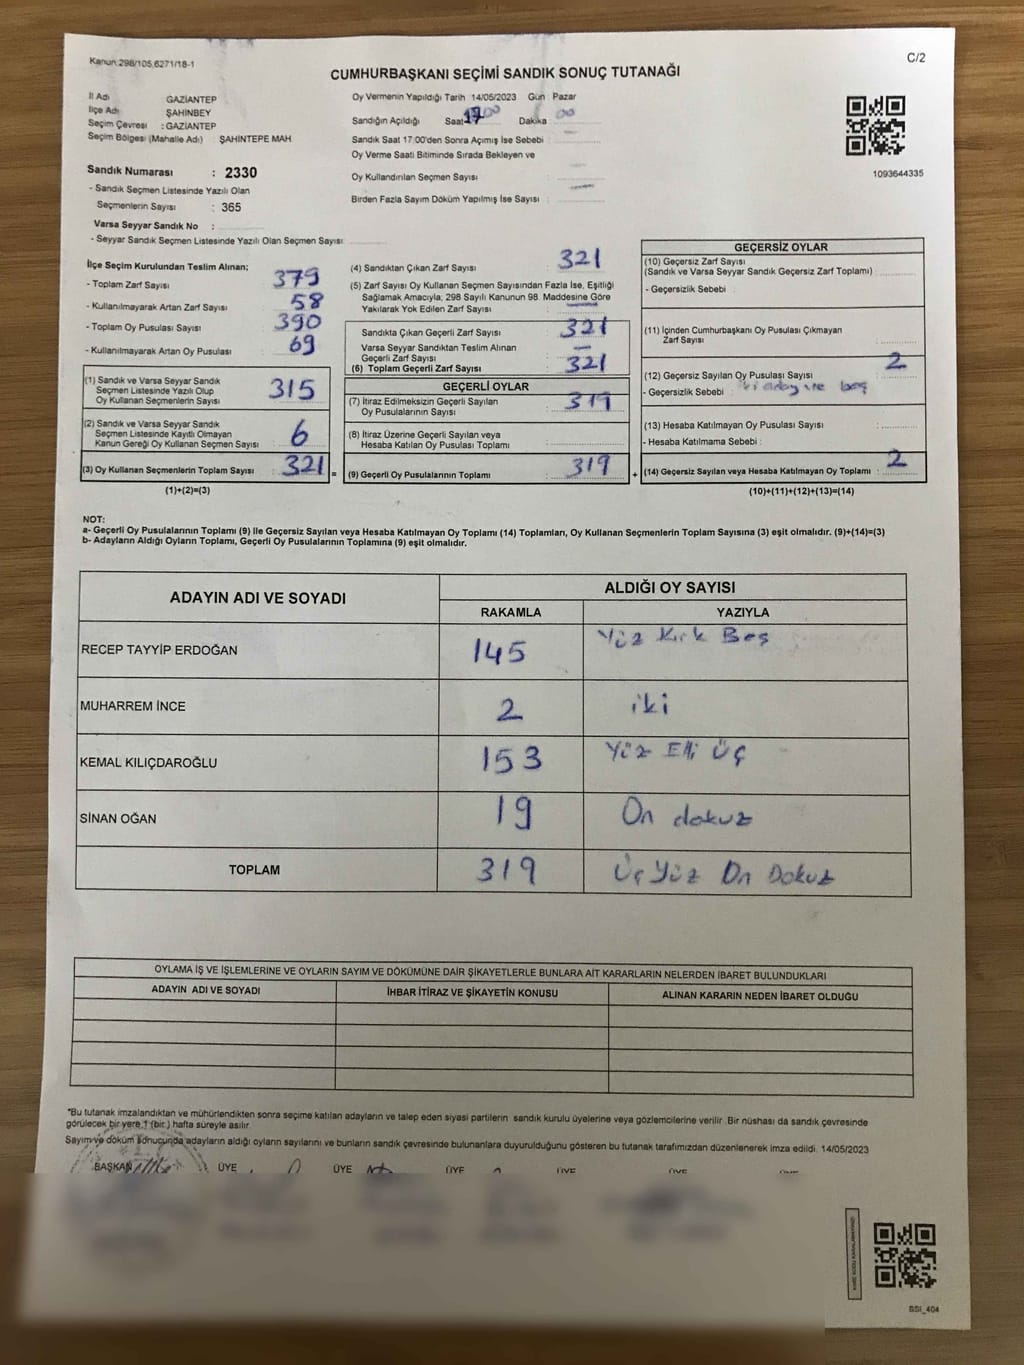 Kanun:298/105,6271/18-1
C/2
CUMHURBAŞKANI SEÇİMİ SANDIK SONUÇ TUTANAĞI
İl Adı GAZİANTEP
İlçe Adı ŞAHİNBEY
Seçim Çevresi : GAZİANTEP
Seçim Bölgesi (Mahalle Adı) : ŞAHİNTEPE MAH
Sandık Numarası : 2330
- Sandık Seçmen Listesinde Yazılı Olan
Seçmenlerin Sayısı : 365
Varsa Seyyar Sandık No :
- Seyyar Sandık Seçmen Listesinde Yazılı Olan Seçmen Sayısı:
Oy Vermenin Yapıldığı Tarih 14/05/2023 Gün : Pazar
Sandığın Açıldığı Saat 17 00 Dakika 00
Sandık Saat 17:00'den Sonra Açımış İse Sebebi :
Oy Verme Saati Bitiminde Sırada Bekleyen ve
Oy Kullandırılan Seçmen Sayısı :
Birden Fazla Sayım Döküm Yapılmış İse Sayısı :
1093644335
İlçe Seçim Kurulundan Teslim Alınan;
- Toplam Zarf Sayısı : 379
- Kullanılmayarak Artan Zarf Sayısı : 58
- Toplam Oy Pusulası Sayısı : 390
- Kullanılmayarak Artan Oy Pusulası : 69
(1) Sandık ve Varsa Seyyar Sandık
Seçmen Listesinde Yazılı Olup
Oy Kullanan Seçmenlerin Sayısı : 315
(2) Sandık ve Varsa Seyyar Sandık
Seçmen Listesinde Kayıtlı Olmayan
Kanun Gereği Oy Kullanan Seçmen Sayısı : 6
(3) Oy Kullanan Seçmenlerin Toplam Sayısı : 321 =
(1)+(2)=(3)
(4) Sandıktan Çıkan Zarf Sayısı : 321
(5) Zarf Sayısı Oy Kullanan Seçmen Sayısından Fazla İse, Eşitliği
Sağlamak Amacıyla; 298 Sayılı Kanunun 98. Maddesine Göre
Yakılarak Yok Edilen Zarf Sayısı : —
Sandıkta Çıkan Geçerli Zarf Sayısı : 321
Varsa Seyyar Sandıktan Teslim Alınan
Geçerli Zarf Sayısı : —
(6) Toplam Geçerli Zarf Sayısı : 321
GEÇERLİ OYLAR
(7) İtiraz Edilmeksizin Geçerli Sayılan
Oy Pusulalarının Sayısı : 319
(8) İtiraz Üzerine Geçerli Sayılan veya
Hesaba Katılan Oy Pusulaları Toplamı :
(9) Geçerli Oy Pusulalarının Toplamı : 319 +
GEÇERSİZ OYLAR
(10) Geçersiz Zarf Sayısı
(Sandık ve Varsa Seyyar Sandık Geçersiz Zarf Toplamı) :
- Geçersizlik Sebebi :
(11) İçinden Cumhurbaşkanı Oy Pusulası Çıkmayan
Zarf Sayısı :
(12) Geçersiz Sayılan Oy Pusulası Sayısı : 2
- Geçersizlik Sebebi :
(13) Hesaba Katılmayan Oy Pusulası Sayısı :
- Hesaba Katılmama Sebebi :
(14) Geçersiz Sayılan veya Hesaba Katılmayan Oy Toplamı : 2
(10)+(11)+(12)+(13)=(14)
NOT:
a- Geçerli Oy Pusulalarının Toplamı (9) ile Geçersiz Sayılan veya Hesaba Katılmayan Oy Toplamı (14) Toplamları, Oy Kullanan Seçmenlerin Toplam Sayısına (3) eşit olmalıdır. (9)+(14)=(3)
b- Adayların Aldığı Oyların Toplamı, Geçerli Oy Pusulalarının Toplamına (9) eşit olmalıdır.
ADAYIN ADI VE SOYADI ALDIĞI OY SAYISI
RAKAMLA YAZIYLA
RECEP TAYYİP ERDOĞAN 145 Yüz Kırk Beş
MUHARREM İNCE 2 iki
KEMAL KILIÇDAROĞLU 153 Yüz Elli Üç
SİNAN OĞAN 19 On dokuz
TOPLAM 319 Üç Yüz On Dokuz
OYLAMA İŞ VE İŞLEMLERİNE VE OYLARIN SAYIM VE DÖKÜMÜNE DAİR ŞİKAYETLERLE BUNLARA AİT KARARLARIN NELERDEN İBARET BULUNDUKLARI
ADAYIN ADI VE SOYADI İHBAR İTİRAZ VE ŞİKAYETİN KONUSU ALINAN KARARIN NEDEN İBARET OLDUĞU
*Bu tutanak imzalandıktan ve mühürlendikten sonra seçime katılan adayların ve talep eden siyasi partilerin sandık kurulu üyelerine veya gözlemcilerine verilir. Bir nüshası da sandık çevresinde
görülecek bir yere 1 (bir) hafta süreyle asılır.
Sayım ve döküm sonucunda adayların aldığı oyların sayılarını ve bunların sandık çevresinde bulunanlara duyurulduğunu gösteren bu tutanak tarafımızdan düzenlenerek imza edildi. 14/05/2023
BAŞKAN ÜYE ÜYE ÜYE ÜYE ÜYE ÜYE
SSI_404